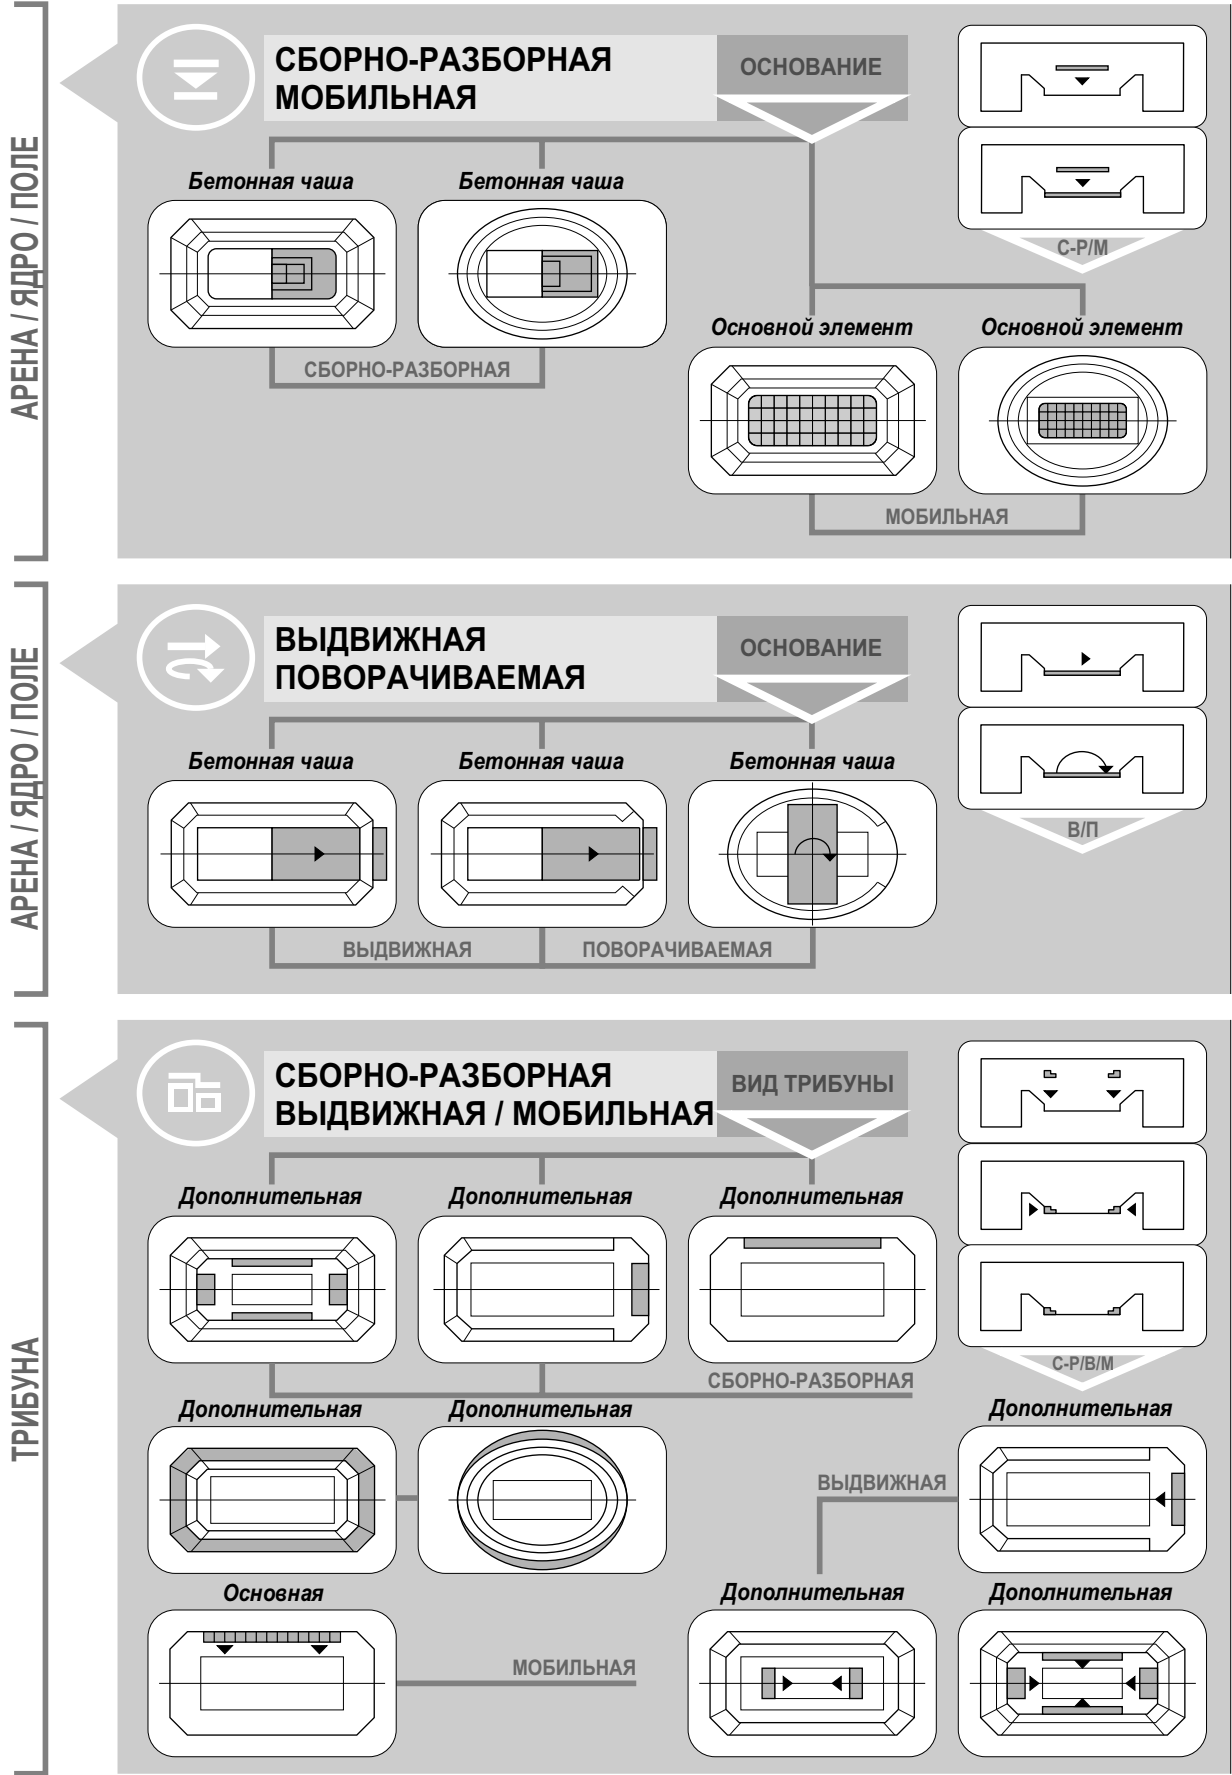 АРЕНА / ЯДРО / ПОЛЕ
СБОРНО-РАЗБОРНАЯ
МОБИЛЬНАЯ
ОСНОВАНИЕ
Бетонная чаша
Бетонная чаша
С-Р/М
Основной элемент
Основной элемент
СБОРНО-РАЗБОРНАЯ
МОБИЛЬНАЯ
АРЕНА / ЯДРО / ПОЛЕ
ВЫДВИЖНАЯ
ПОВОРАЧИВАЕМАЯ
ОСНОВАНИЕ
Бетонная чаша
Бетонная чаша
Бетонная чаша
В/П
ВЫДВИЖНАЯ
ПОВОРАЧИВАЕМАЯ
ТРИБУНА
СБОРНО-РАЗБОРНАЯ
ВЫДВИЖНАЯ / МОБИЛЬНАЯ
ВИД ТРИБУНЫ
Дополнительная
Дополнительная
Дополнительная
С-Р/В/М
СБОРНО-РАЗБОРНАЯ
Дополнительная
Дополнительная
Дополнительная
ВЫДВИЖНАЯ
Основная
Дополнительная
Дополнительная
МОБИЛЬНАЯ